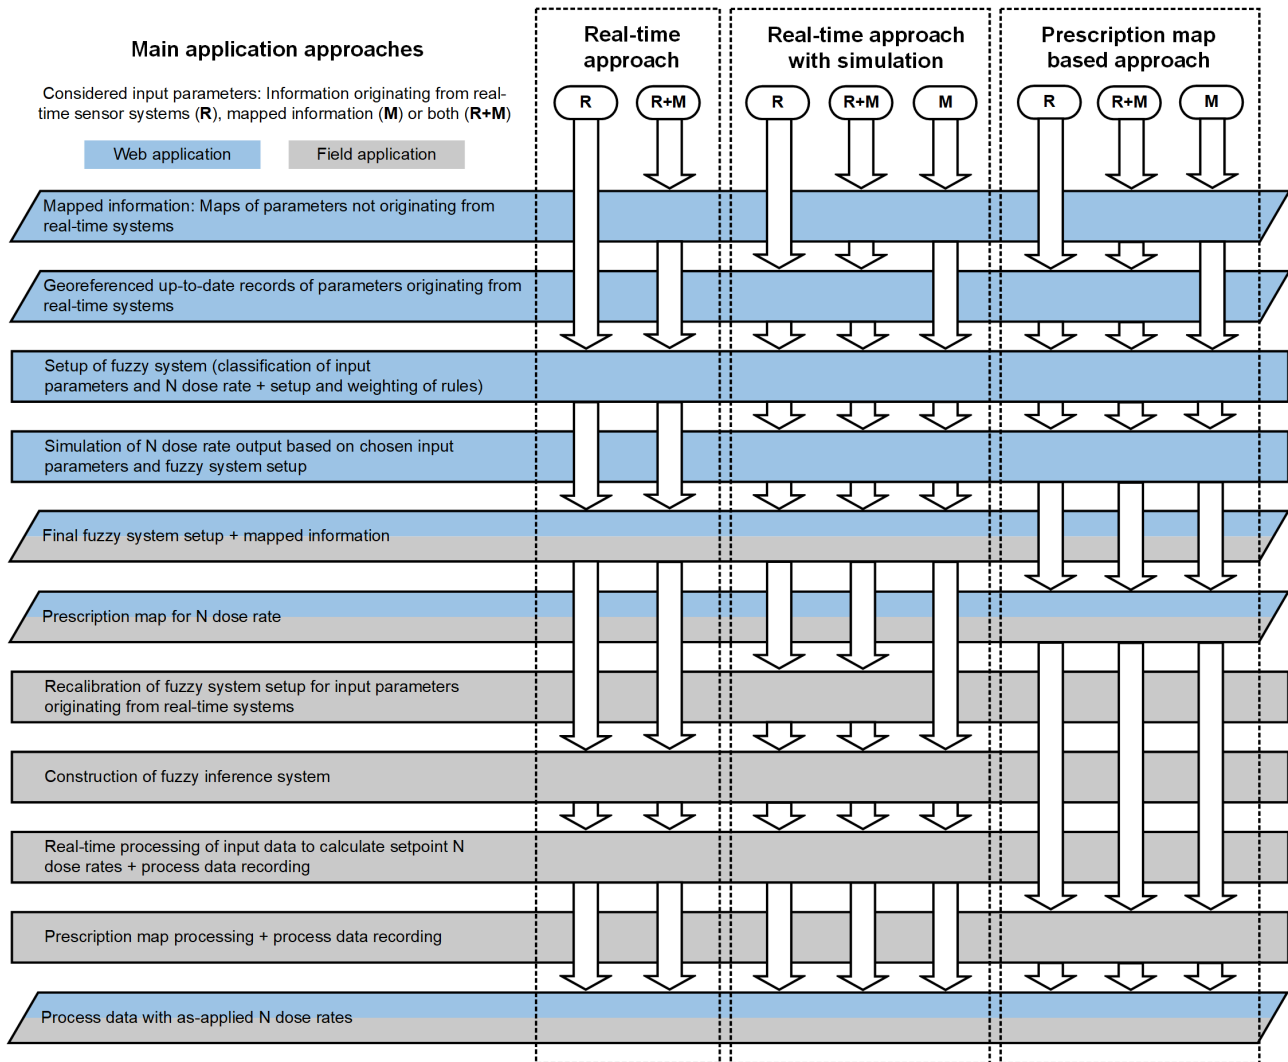 Main application approaches
Considered input parameters: Information originating from real-
time sensor systems (R), mapped information (M) or both (R+M)
Web application
Field application
Real-time
approach
Real-time approach
with simulation
Prescription map
based approach
R
R+M
R
R+M
M
R
R+M
M
Mapped information: Maps of parameters not originating from
real-time systems
Georeferenced up-to-date records of parameters originating from
real-time systems
Setup of fuzzy system (classification of input
parameters and N dose rate + setup and weighting of rules)
Simulation of N dose rate output based on chosen input
parameters and fuzzy system setup
Final fuzzy system setup + mapped information
Prescription map for N dose rate
Recalibration of fuzzy system setup for input parameters
originating from real-time systems
Construction of fuzzy inference system
Real-time processing of input data to calculate setpoint N
dose rates + process data recording
Prescription map processing + process data recording
Process data with as-applied N dose rates